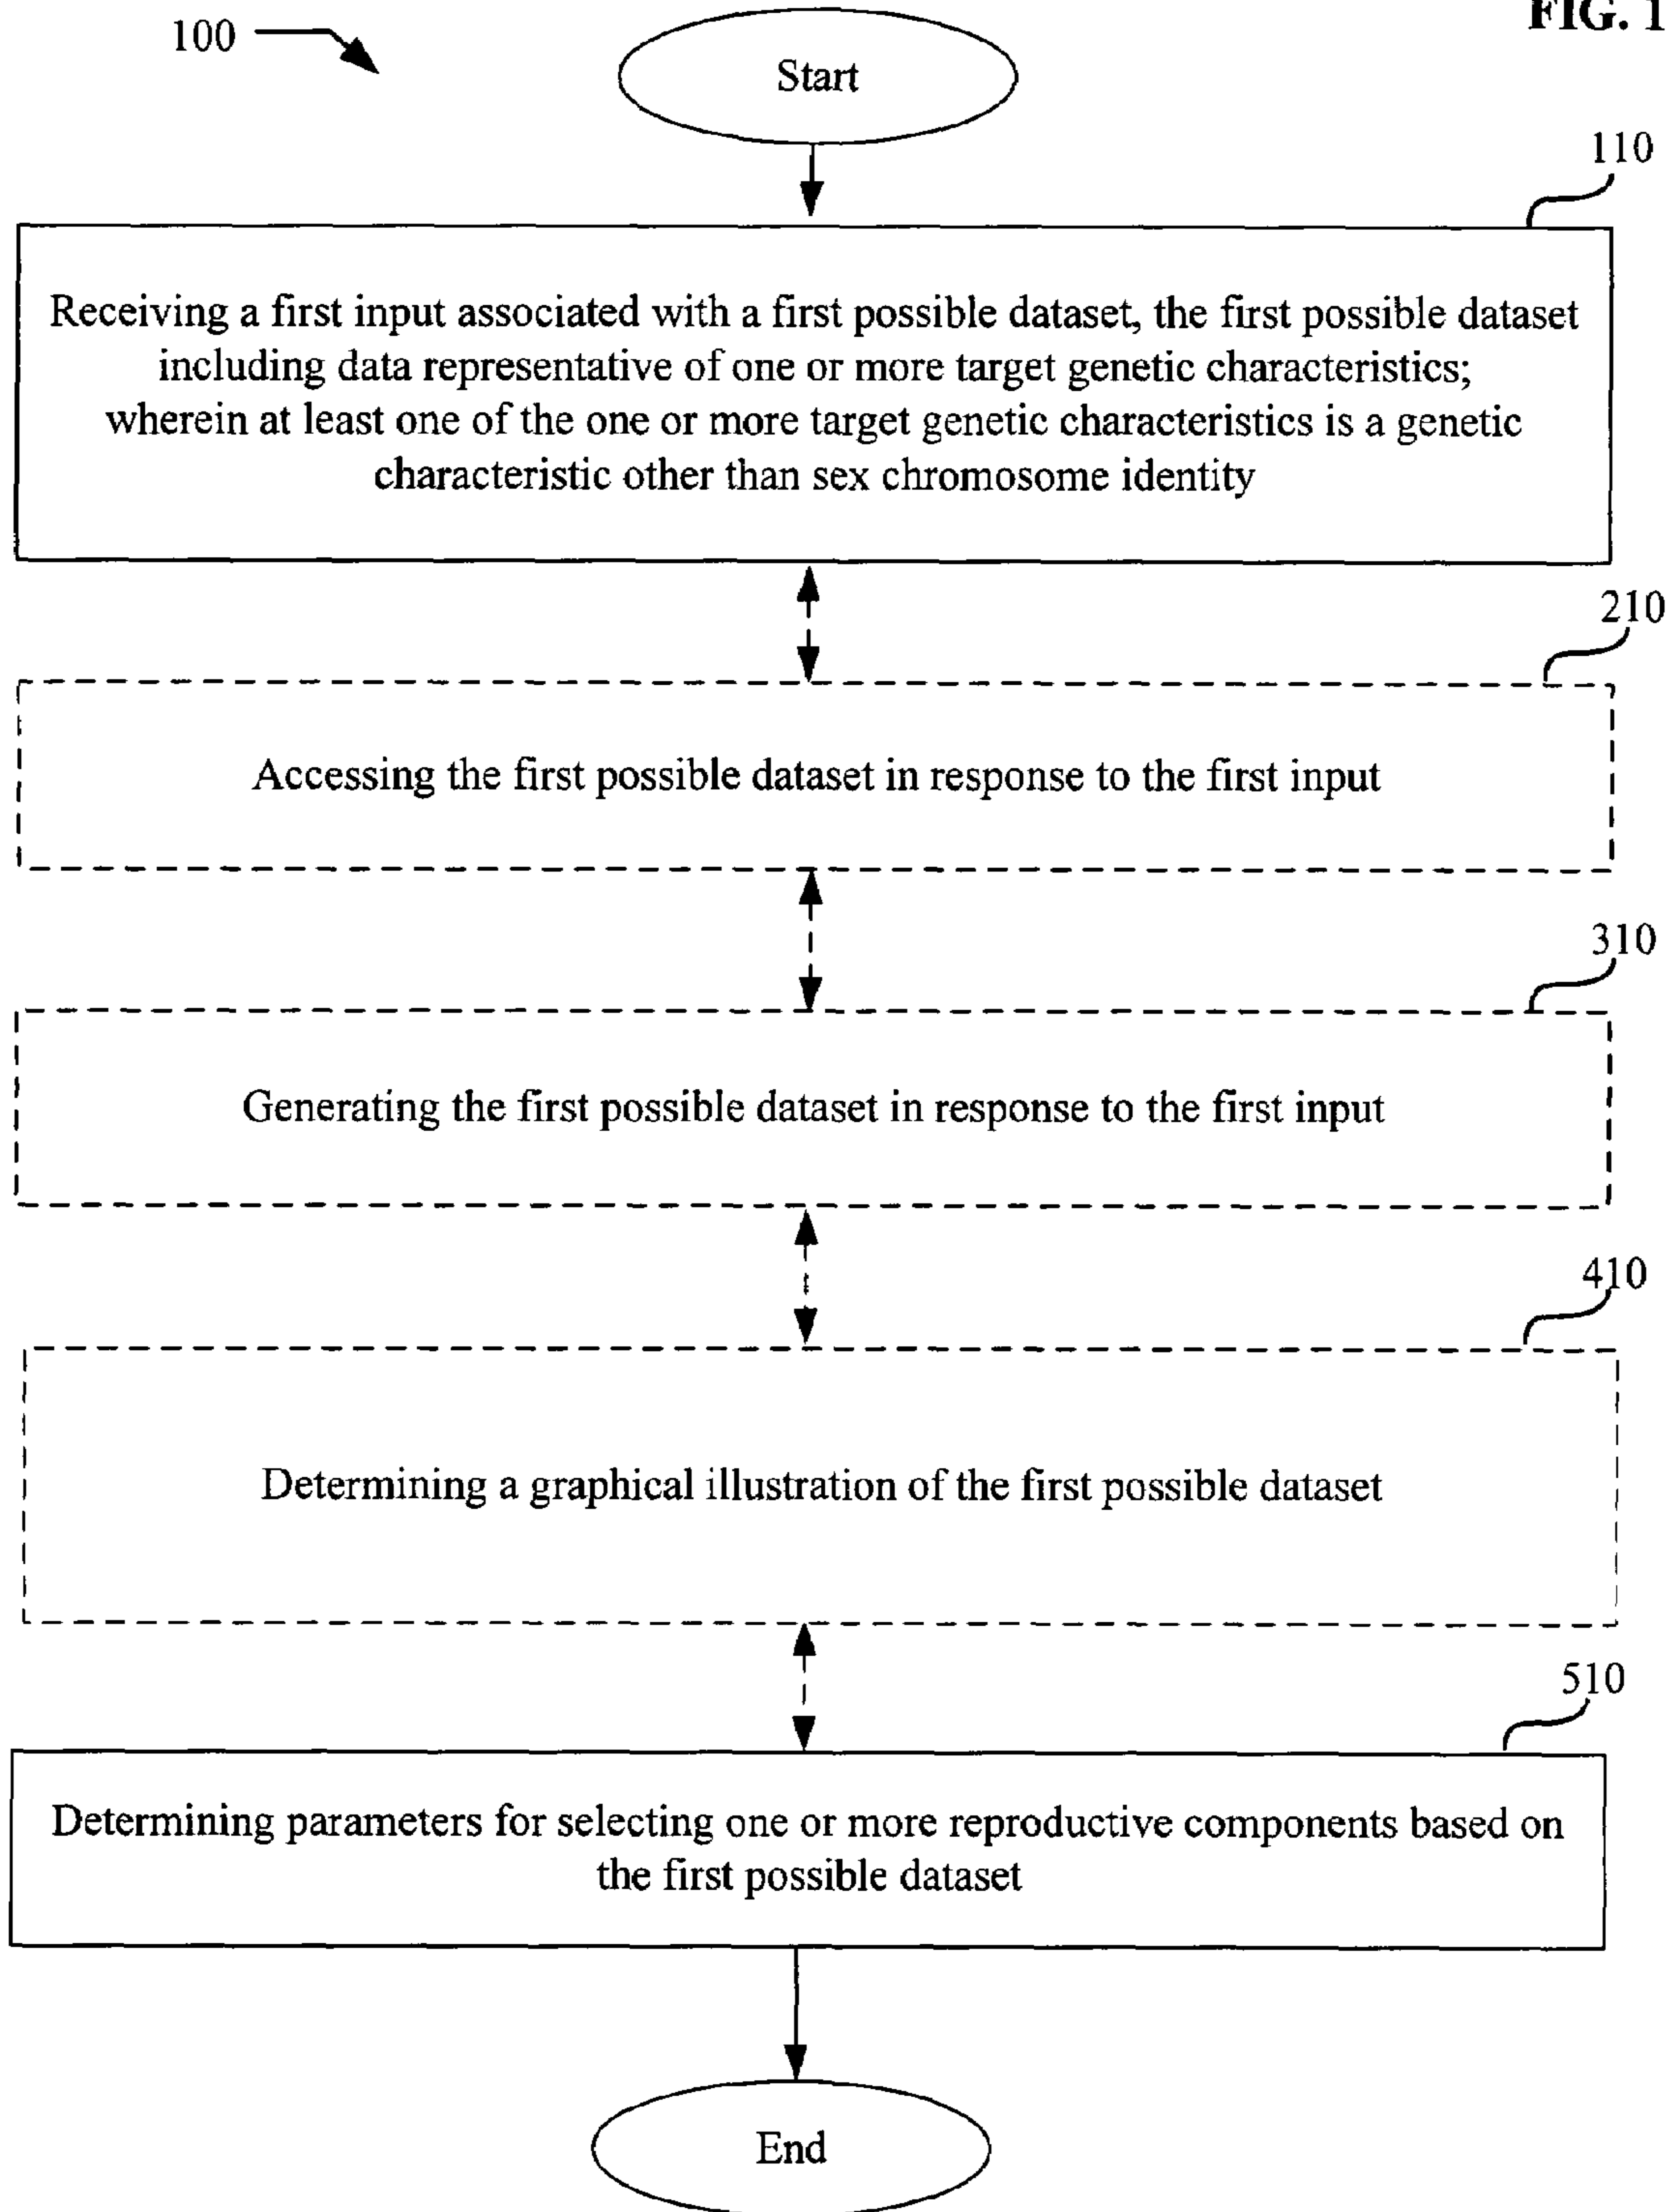 FIG. 1
100
Start
110
Receiving a first input associated with a first possible dataset, the first possible dataset
including data representative of one or more target genetic characteristics;
wherein at least one of the one or more target genetic characteristics is a genetic
characteristic other than sex chromosome identity
210
Accessing the first possible dataset in response to the first input
310
Generating the first possible dataset in response to the first input
410
Determining a graphical illustration of the first possible dataset
510
Determining parameters for selecting one or more reproductive components based on
the first possible dataset
End